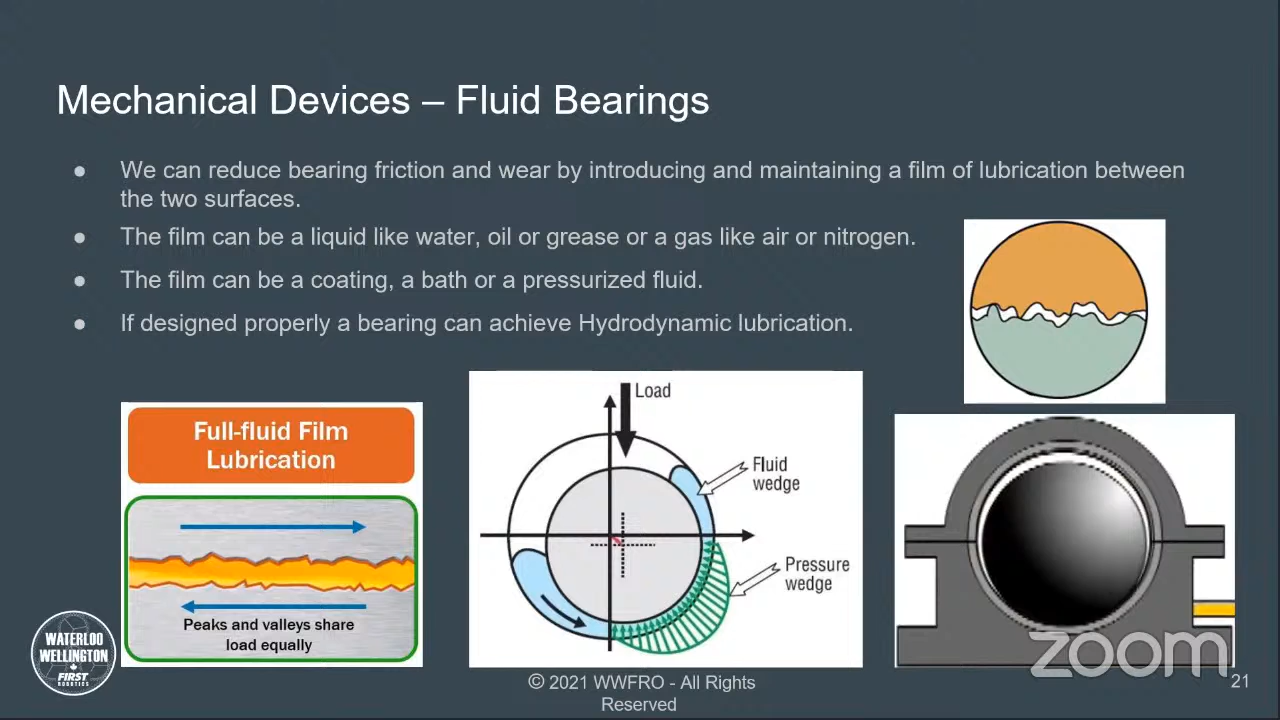 Mechanical Devices – Fluid Bearings
● We can reduce bearing friction and wear by introducing and maintaining a film of lubrication between
the two surfaces.
● The film can be a liquid like water, oil or grease or a gas like air or nitrogen.
● The film can be a coating, a bath or a pressurized fluid.
● If designed properly a bearing can achieve Hydrodynamic lubrication.
Full-fluid Film
Lubrication
Peaks and valleys share
load equally
Load
Fluid
wedge
Pressure
wedge
WATERLOO
WELLINGTON
FIRST
ROBOTICS
zoom
© 2021 WWFRO - All Rights
Reserved
21